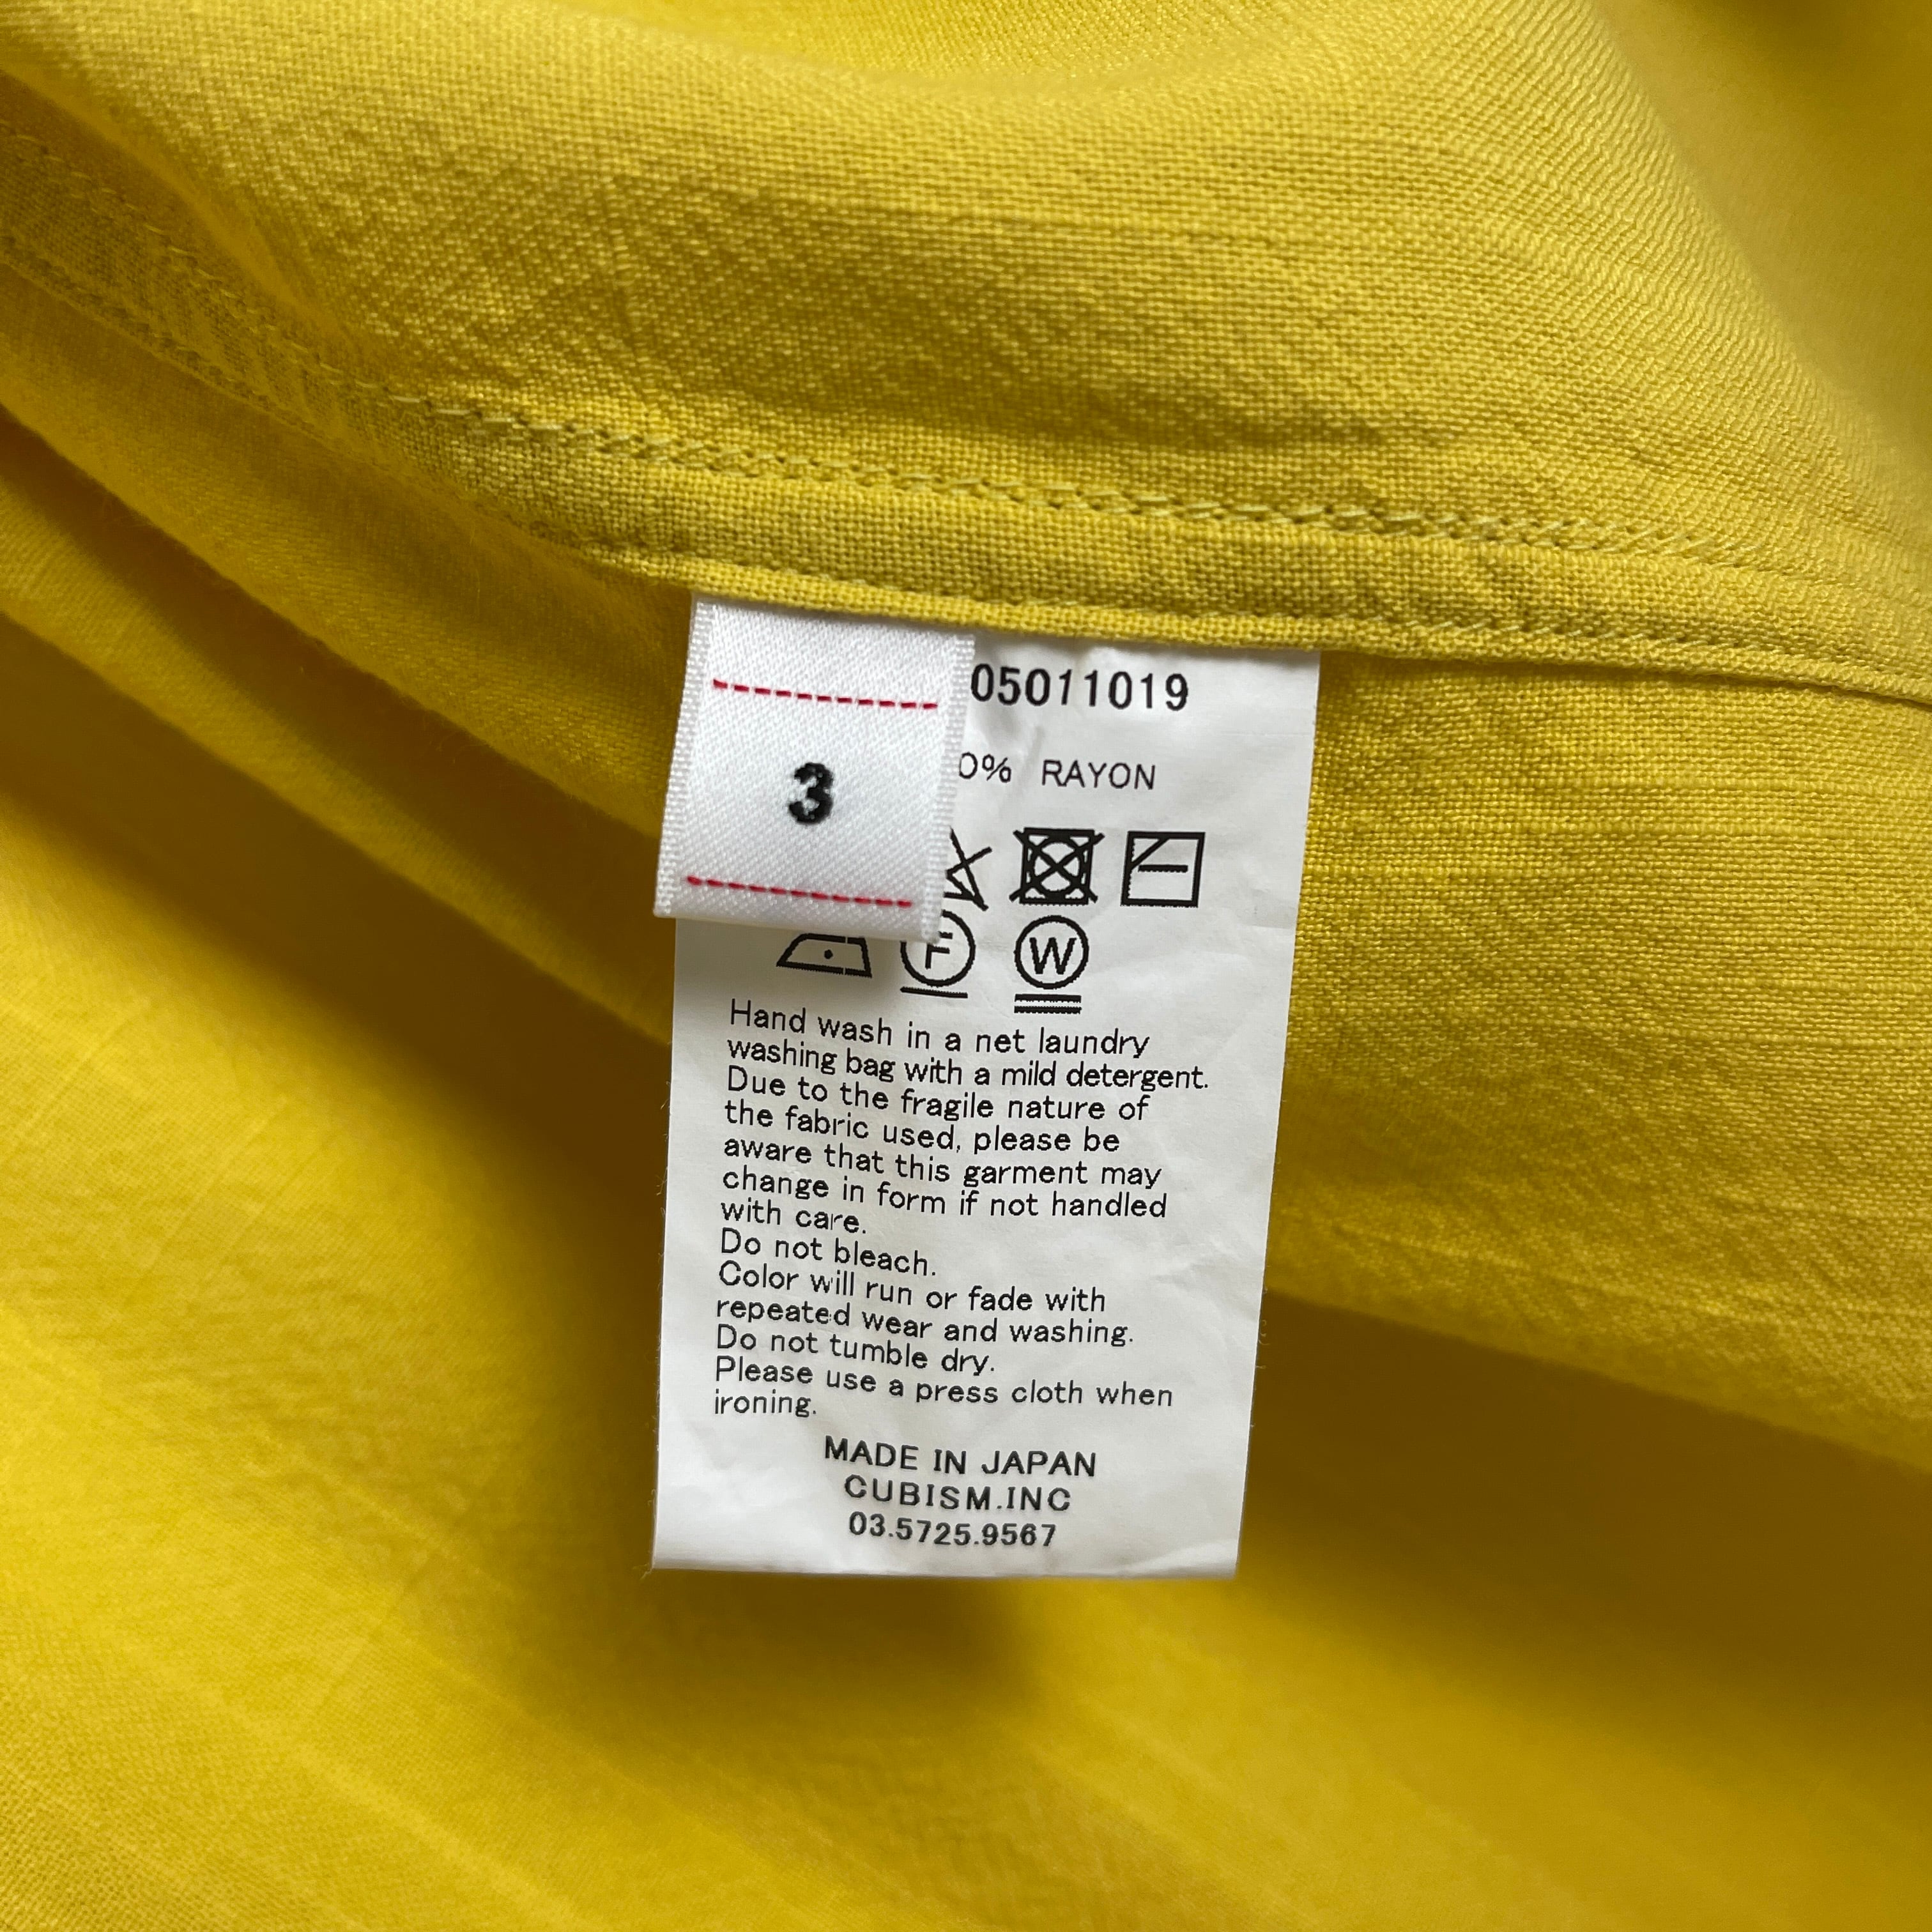 3
05011019
0% RAYON
F W
Hand wash in a net laundry
washing bag with a mild detergent.
Due to the fragile nature of
the fabric used, please be
aware that this garment may
change in form if not handled
with care.
Do not bleach.
Color will run or fade with
repeated wear and washing.
Do not tumble dry.
Please use a press cloth when
ironing.
MADE IN JAPAN
CUBISM.INC
03.5725.9567